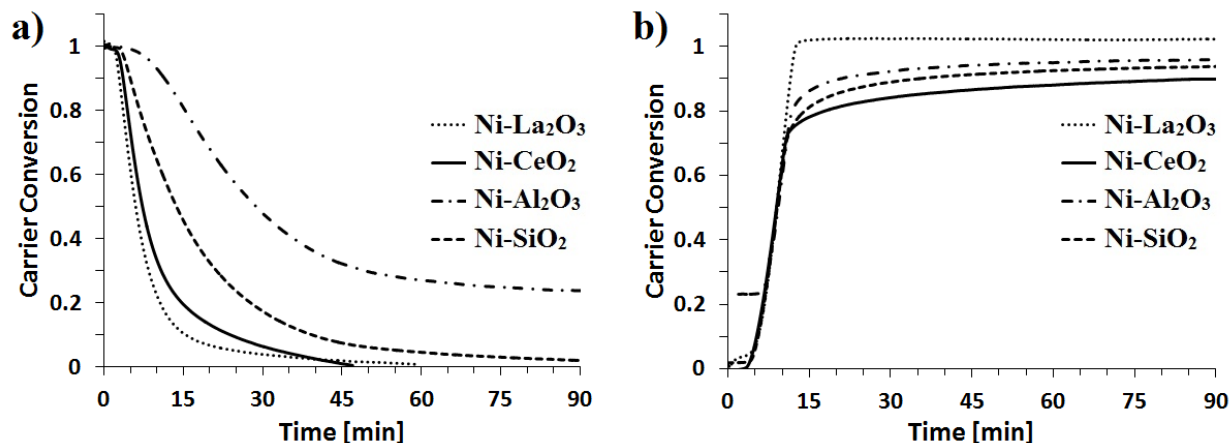 a)
Carrier Conversion
1
0.8
0.6
0.4
0.2
0
0 15 30 45 60 75 90
Time [min]
Ni-La₂O₃
Ni-CeO₂
Ni-Al₂O₃
Ni-SiO₂
b)
Carrier Conversion
1
0.8
0.6
0.4
0.2
0
0 15 30 45 60 75 90
Time [min]
Ni-La₂O₃
Ni-CeO₂
Ni-Al₂O₃
Ni-SiO₂